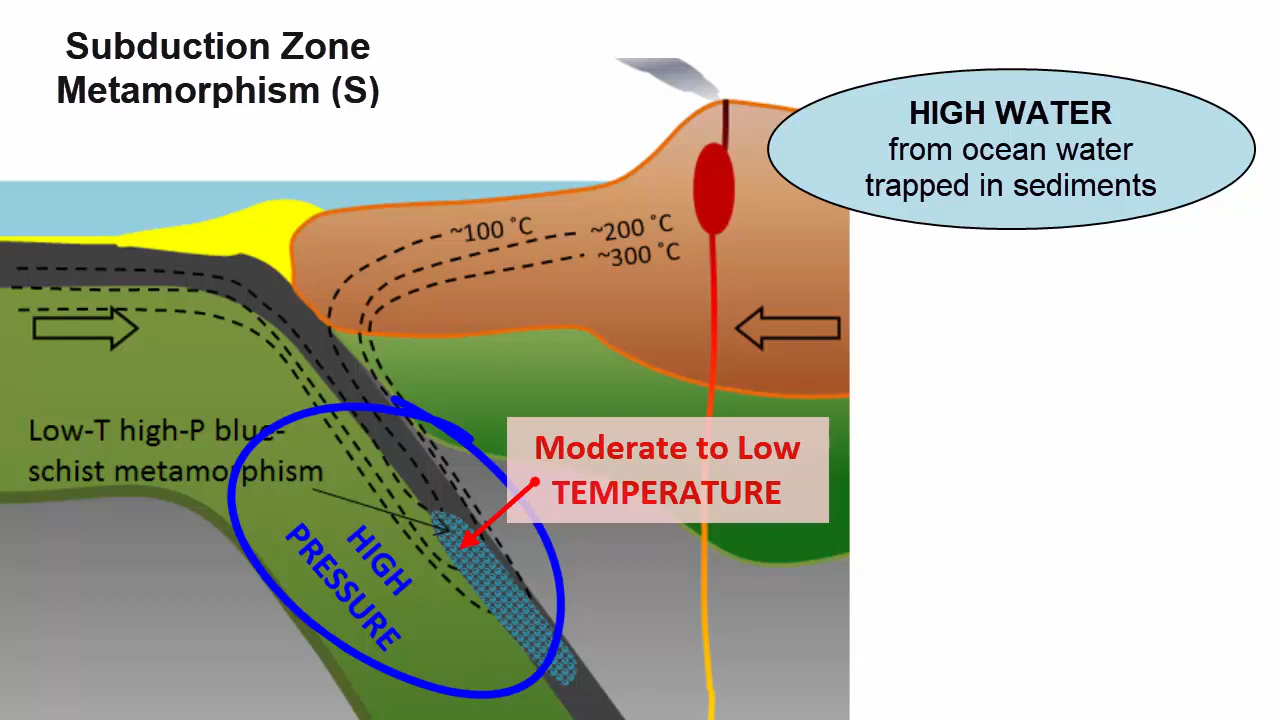 Subduction Zone
Metamorphism (S)
HIGH WATER
from ocean water
trapped in sediments
~100 ˚C
~200 ˚C
~300 ˚C
Low-T high-P blue-
schist metamorphism
Moderate to Low
TEMPERATURE
HIGH
PRESSURE